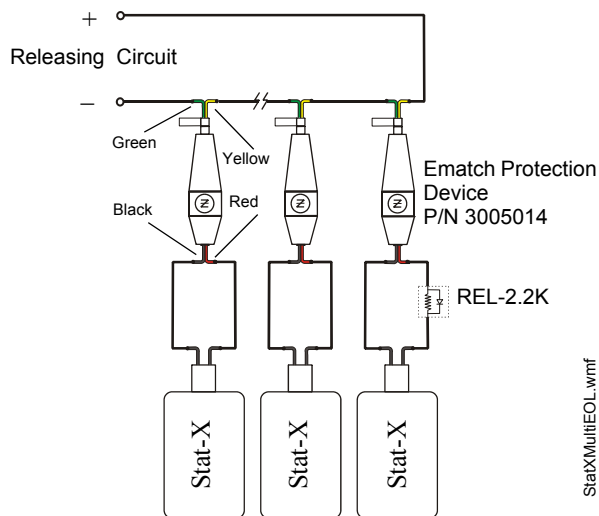 +
Releasing Circuit
−
Green
Yellow
Black
Red
Ematch Protection
Device
P/N 3005014
REL-2.2K
Stat-X
Stat-X
Stat-X
StatXMultiEOL.wmf